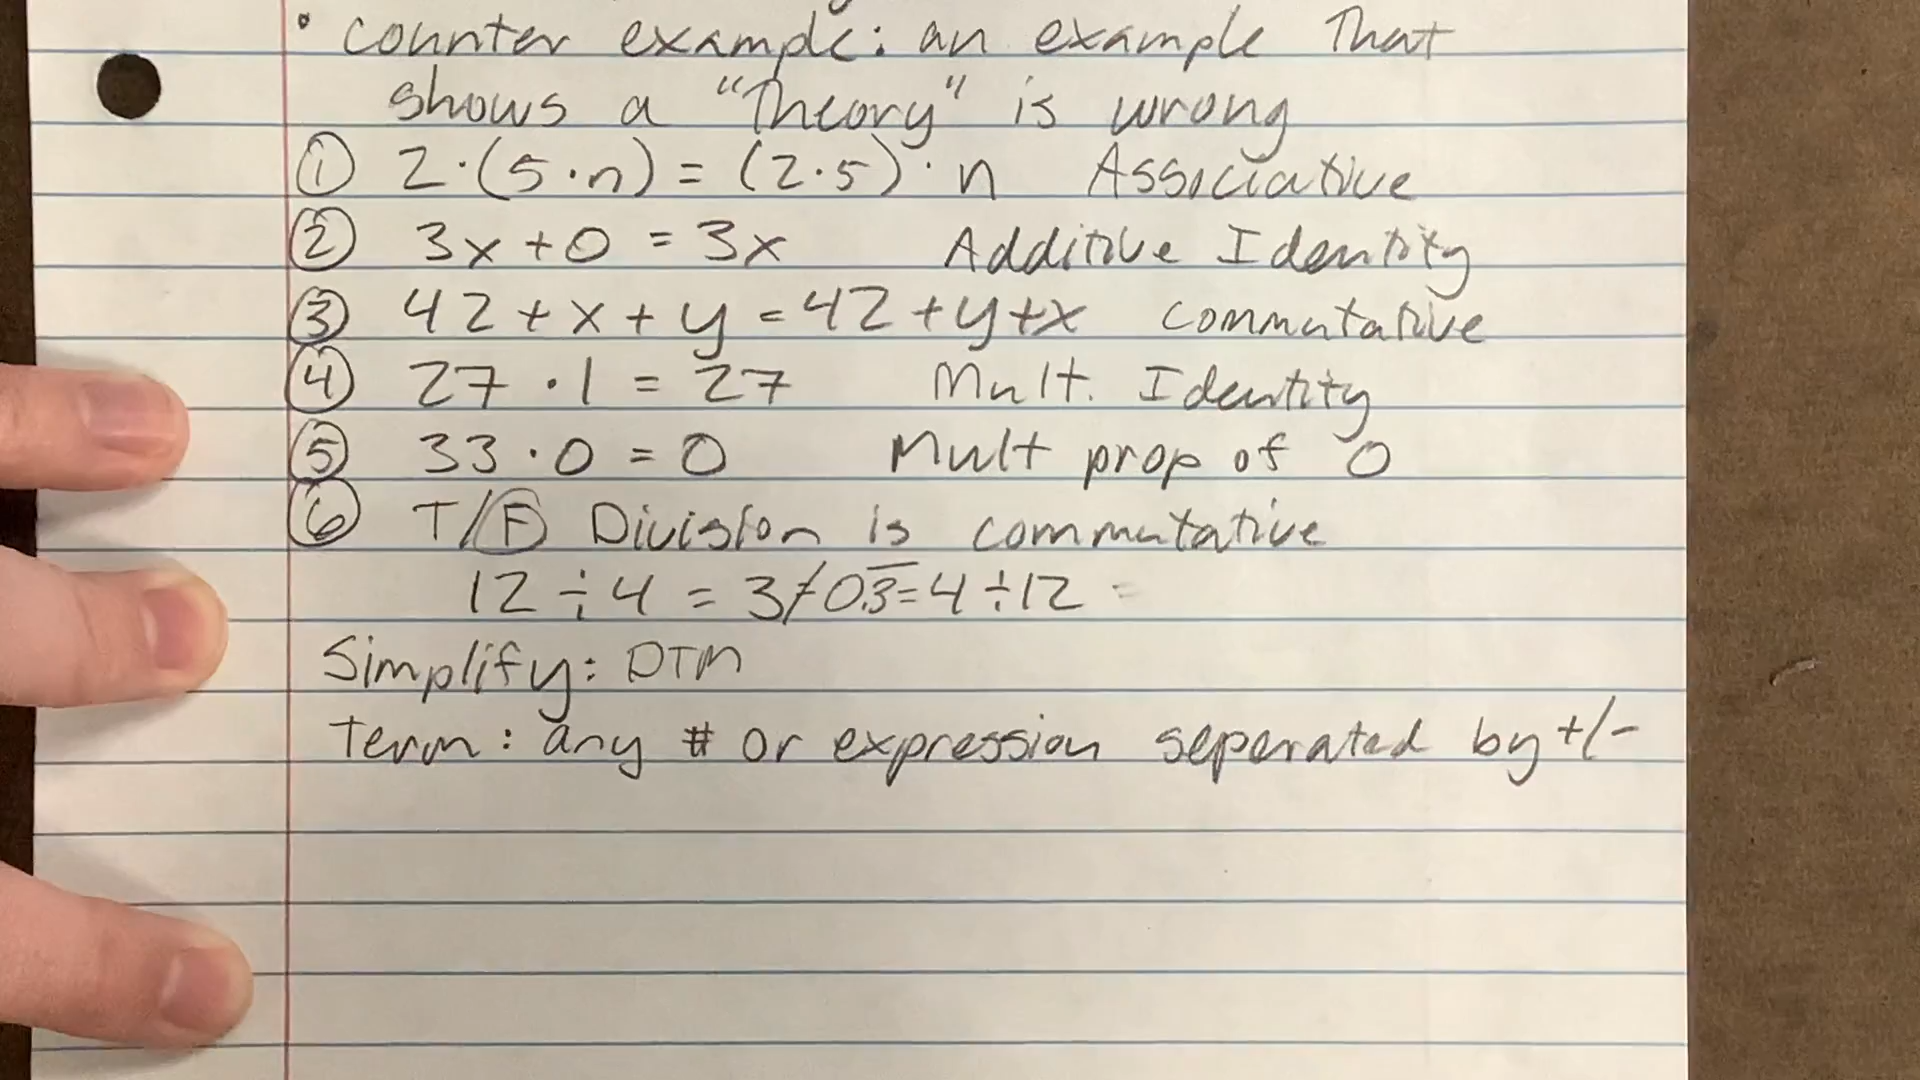 • counter example: an example that
shows a "theory" is wrong
① 2·(5·n) = (2·5)·n Associative
② 3x+0 = 3x Additive Identity
③ 42+x+y=42+y+x commutative
④ 27·1 = 27 Mult. Identity
⑤ 33·0 = 0 Mult prop of 0
⑥ T/F Division is commutative
12÷4 = 3≠0.3̅=4÷12
Simplify: DTM
Term: any # or expression seperated by +/-